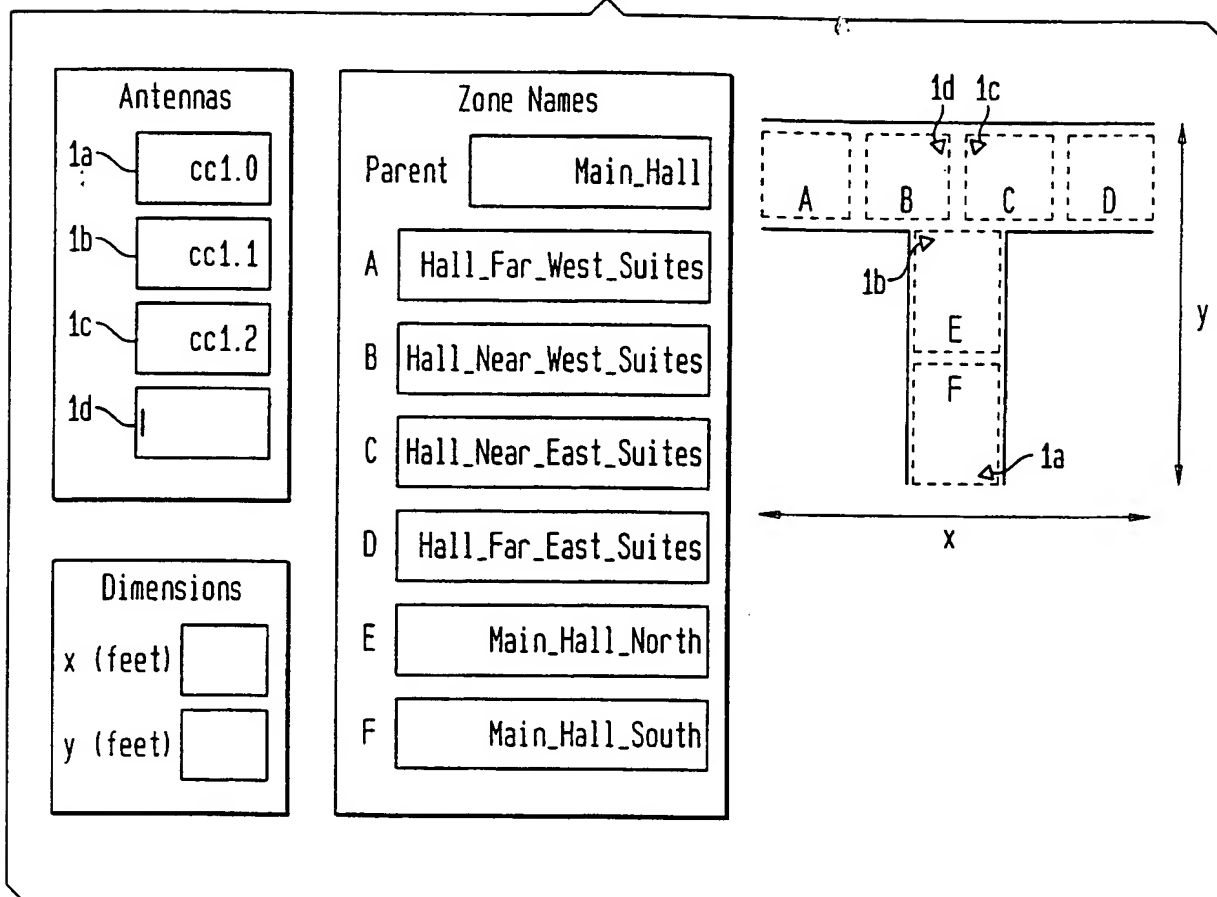 Antennas
1a cc1.0
1b cc1.1
1c cc1.2
1d
Dimensions
x (feet)
y (feet)
Zone Names
Parent Main_Hall
A Hall_Far_West_Suites
B Hall_Near_West_Suites
C Hall_Near_East_Suites
D Hall_Far_East_Suites
E Main_Hall_North
F Main_Hall_South
1d 1c
A B C D
1b
E
F
1a
y
x